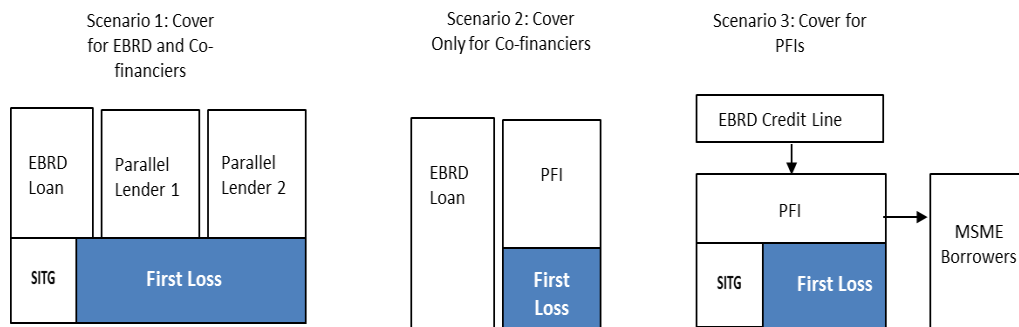 Scenario 1: Cover
for EBRD and Co-
financiers
Scenario 2: Cover
Only for Co-financiers
Scenario 3: Cover for
PFIs
EBRD
Loan
Parallel
Lender 1
Parallel
Lender 2
SITG
First Loss
EBRD
Loan
PFI
First
Loss
EBRD Credit Line
PFI
SITG
First Loss
MSME
Borrowers